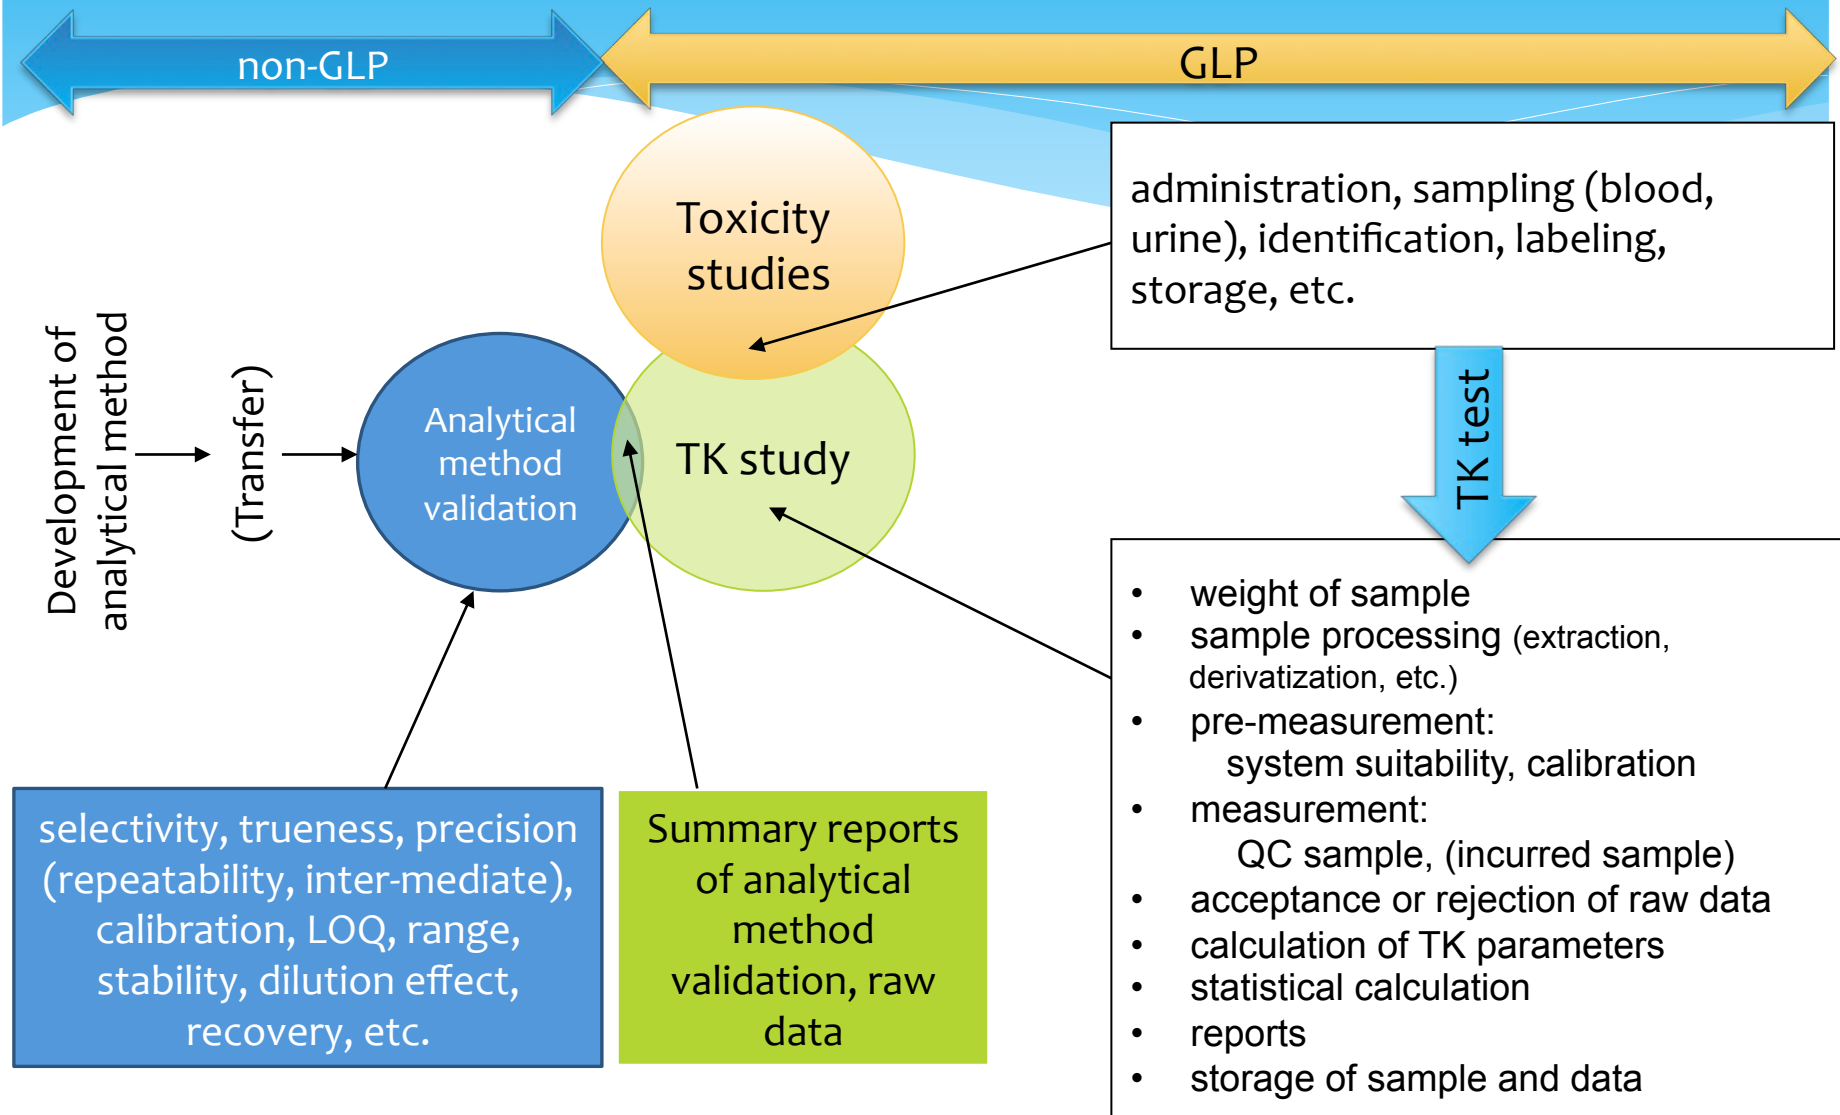 non-GLP
GLP
Toxicity
studies
administration, sampling (blood,
urine), identification, labeling,
storage, etc.
Development of
analytical method
(Transfer)
Analytical
method
validation
TK study
TK test
• weight of sample
• sample processing (extraction,
derivatization, etc.)
• pre-measurement:
system suitability, calibration
• measurement:
QC sample, (incurred sample)
• acceptance or rejection of raw data
• calculation of TK parameters
• statistical calculation
• reports
• storage of sample and data
selectivity, trueness, precision
(repeatability, inter-mediate),
calibration, LOQ, range,
stability, dilution effect,
recovery, etc.
Summary reports
of analytical
method
validation, raw
data